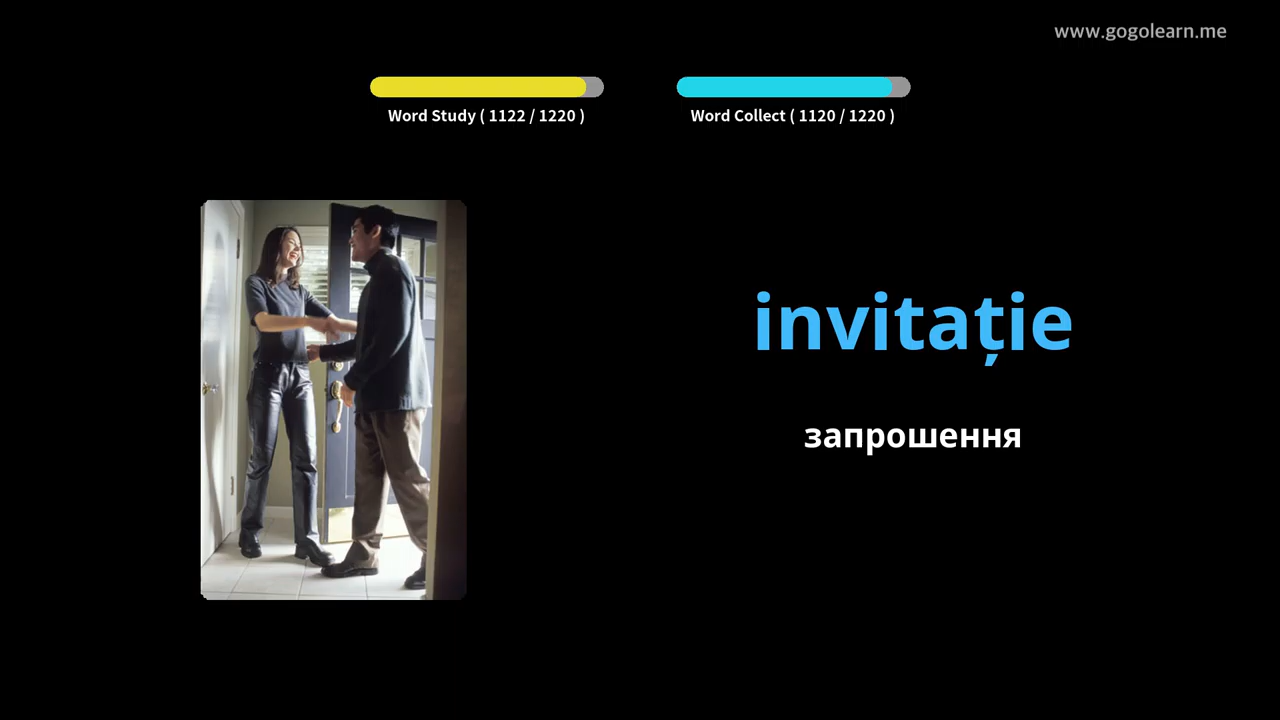 www.gogolearn.me
Word Study ( 1122 / 1220 )
Word Collect ( 1120 / 1220 )
invitație
запрошення